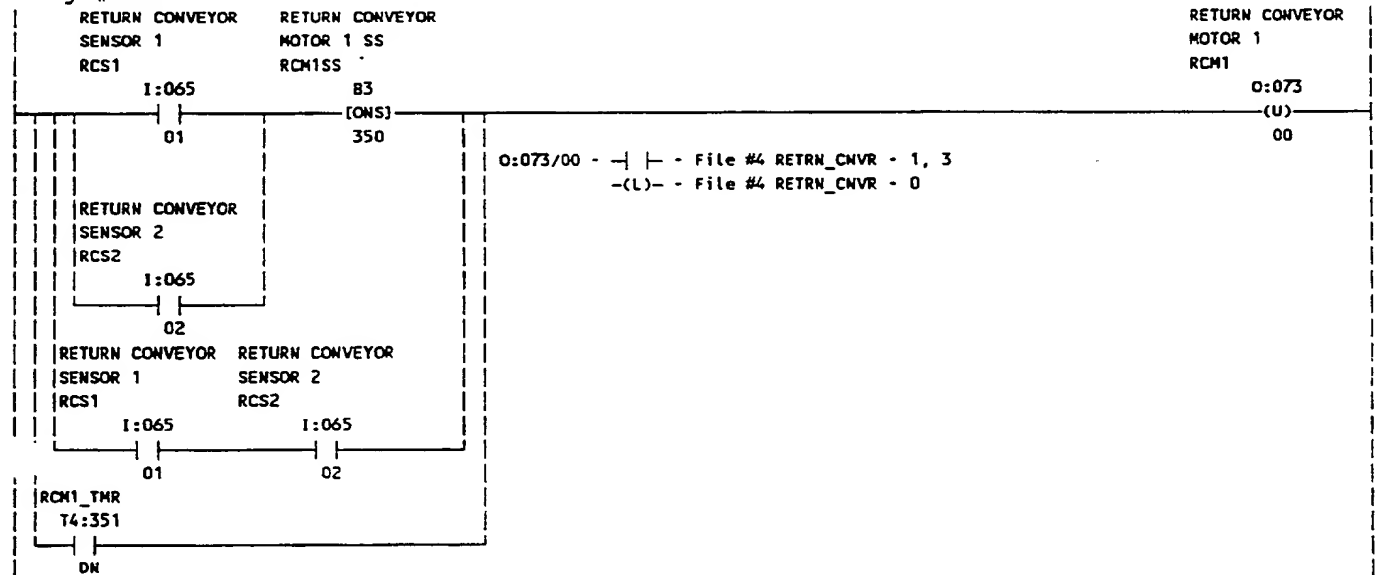 RETURN CONVEYOR RETURN CONVEYOR RETURN CONVEYOR
SENSOR 1 MOTOR 1 SS MOTOR 1
RCS1 RCM1SS RCM1
I:065 B3 O:073
[ONS] (U)
01 350 00
O:073/00 - ⊣ ⊢ - File #4 RETRN_CNVR - 1, 3
-(L)- - File #4 RETRN_CNVR - 0
RETURN CONVEYOR
SENSOR 2
RCS2
I:065
02
RETURN CONVEYOR RETURN CONVEYOR
SENSOR 1 SENSOR 2
RCS1 RCS2
I:065 I:065
01 02
RCM1_TMR
T4:351
DN